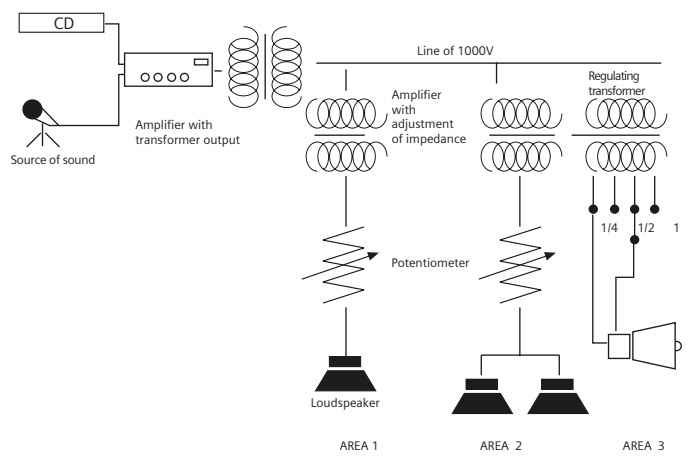 CD
Line of 1000V
Regulating
transformer
Amplifier
with
adjustment
of impedance
Amplifier with
transformer output
Source of sound
1/4
1/2
1
Potentiometer
Loudspeaker
AREA 1
AREA 2
AREA 3